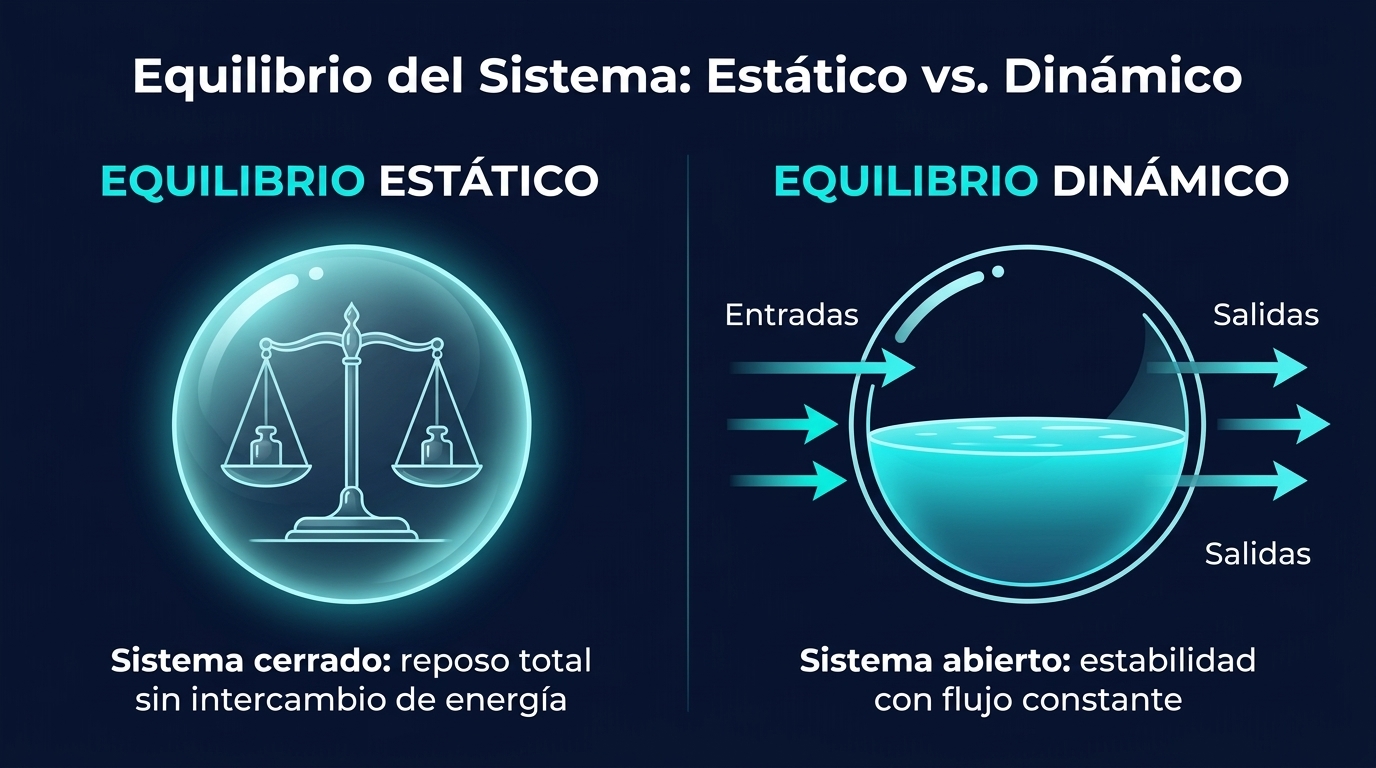 Equilibrio del Sistema: Estático vs. Dinámico
EQUILIBRIO ESTÁTICO
Sistema cerrado: reposo total
sin intercambio de energía
EQUILIBRIO DINÁMICO
Entradas
Salidas
Salidas
Sistema abierto: estabilidad
con flujo constante